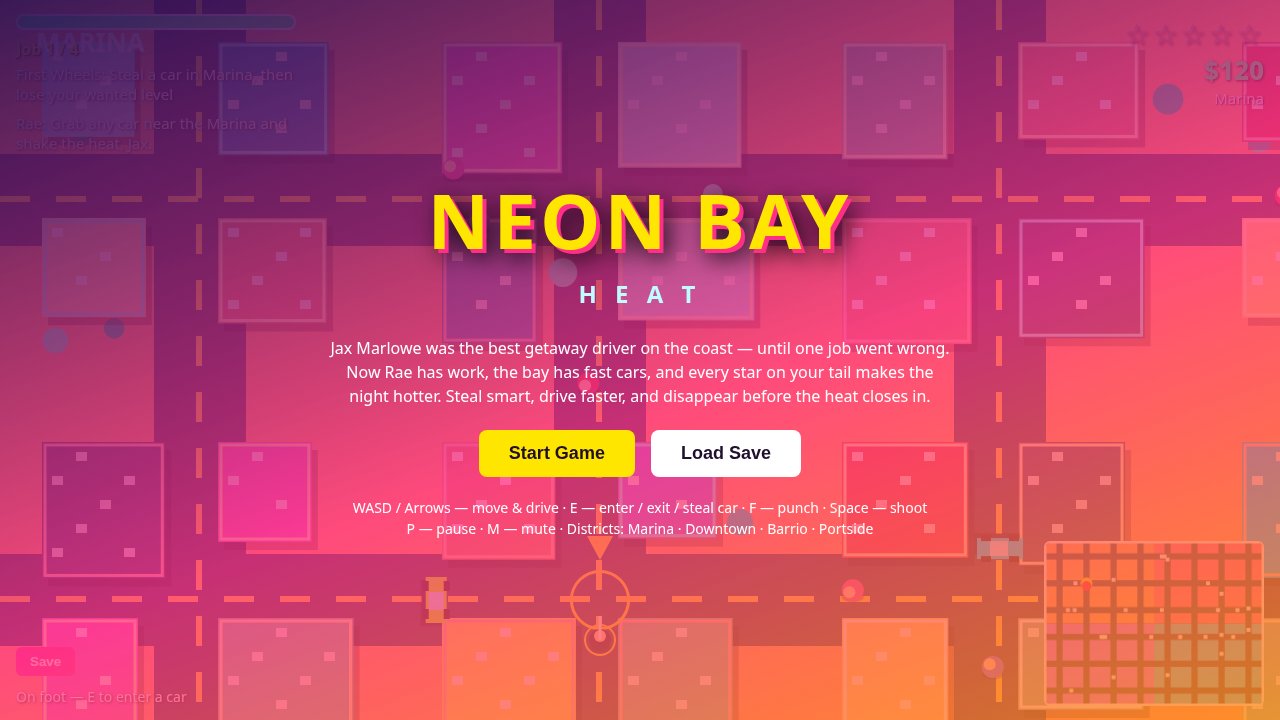 MARINA
Job 1 / 4
First Wheels: Steal a car in Marina, then
lose your wanted level
Rae: Grab any car near the Marina and
shake the heat, Jax.
$120
Marina
NEON BAY
HEAT
Jax Marlowe was the best getaway driver on the coast — until one job went wrong.
Now Rae has work, the bay has fast cars, and every star on your tail makes the
night hotter. Steal smart, drive faster, and disappear before the heat closes in.
Start Game
Load Save
WASD / Arrows — move & drive · E — enter / exit / steal car · F — punch · Space — shoot
P — pause · M — mute · Districts: Marina · Downtown · Barrio · Portside
Save
On foot — E to enter a car